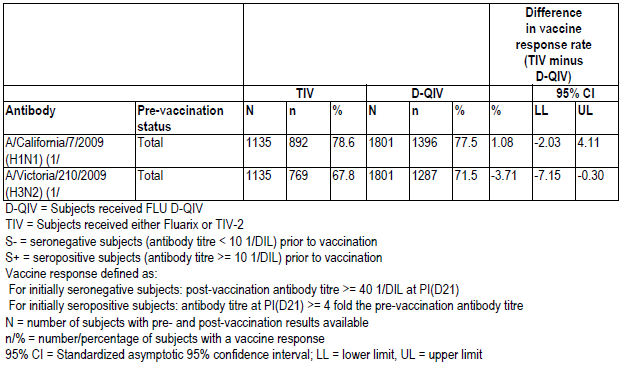 Difference
in vaccine
response rate
(TIV minus
D-QIV)
TIV D-QIV 95% CI
Antibody Pre-vaccination status N n % N n % % LL UL
A/California/7/2009 Total 1135 892 78.6 1801 1396 77.5 1.08 -2.03 4.11
(H1N1) (1/
A/Victoria/210/2009 Total 1135 769 67.8 1801 1287 71.5 -3.71 -7.15 -0.30
(H3N2) (1/
D-QIV = Subjects received FLU D-QIV
TIV = Subjects received either Fluarix or TIV-2
S- = seronegative subjects (antibody titre < 10 1/DIL) prior to vaccination
S+ = seropositive subjects (antibody titre >= 10 1/DIL) prior to vaccination
Vaccine response defined as:
For initially seronegative subjects: post-vaccination antibody titre >= 40 1/DIL at PI(D21)
For initially seropositive subjects: antibody titre at PI(D21) >= 4 fold the pre-vaccination antibody titre
N = number of subjects with pre- and post-vaccination results available
n/% = number/percentage of subjects with a vaccine response
95% CI = Standardized asymptotic 95% confidence interval; LL = lower limit, UL = upper limit